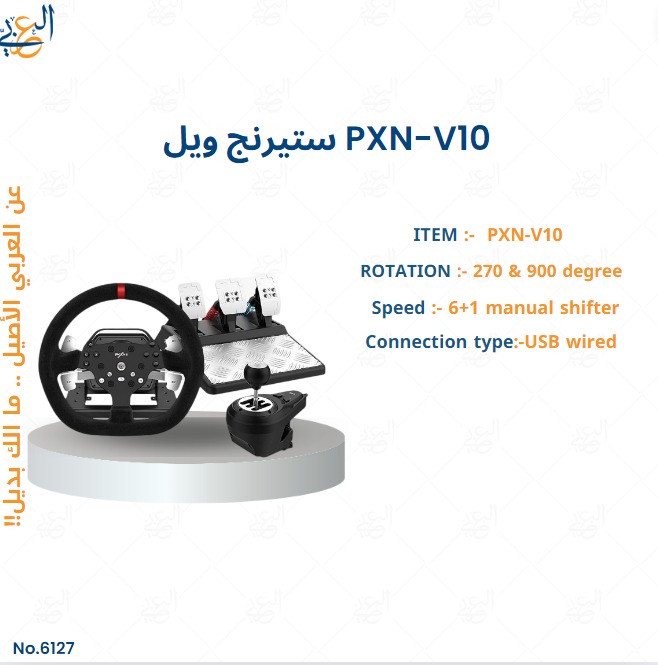 العربي
PXN-V10 ستيرنج ويل
ITEM :- PXN-V10
ROTATION :- 270 & 900 degree
Speed :- 6+1 manual shifter
Connection type:-USB wired
عن العربي الأصيل .. ما الك بديل!!
No.6127